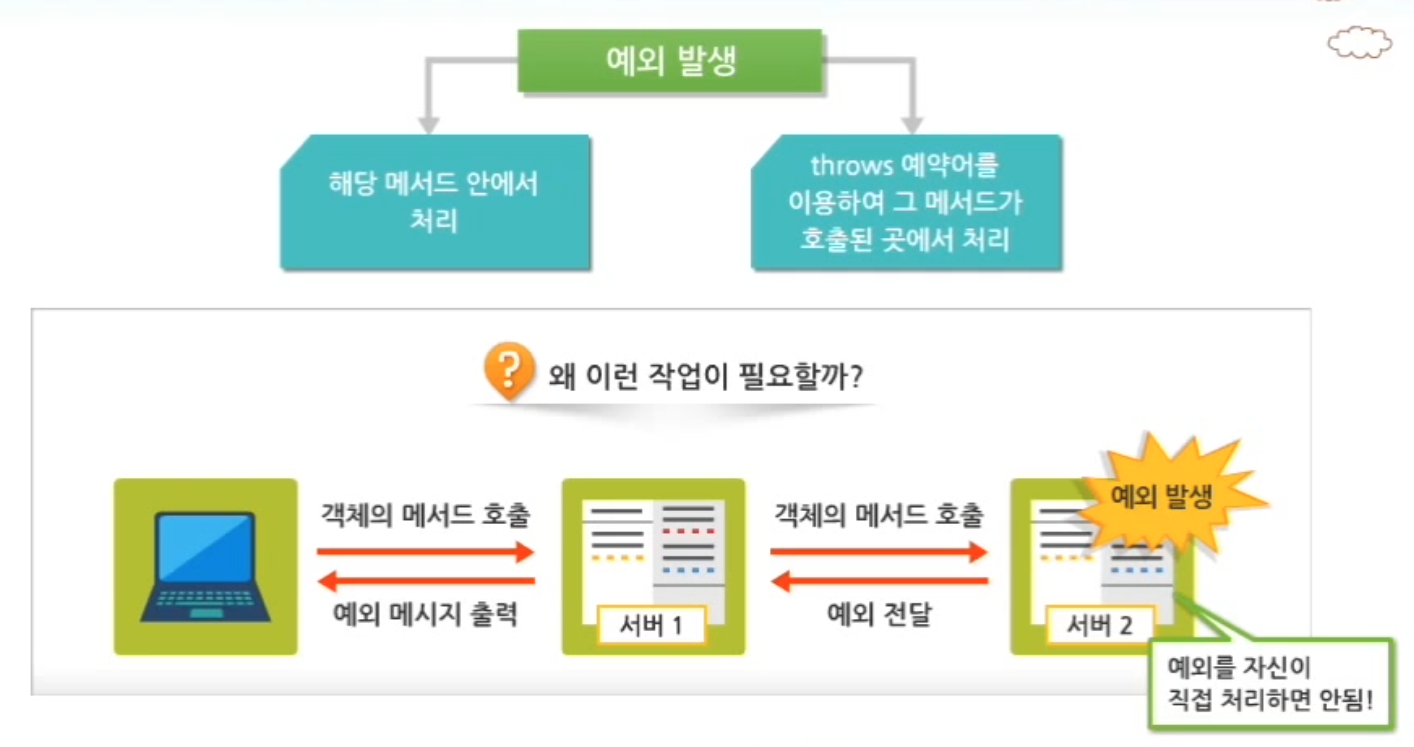 예외 발생
해당 메서드 안에서
처리
throws 예약어를
이용하여 그 메서드가
호출된 곳에서 처리
?
왜 이런 작업이 필요할까?
객체의 메서드 호출
예외 메시지 출력
서버 1
객체의 메서드 호출
예외 전달
예외 발생
서버 2
예외를 자신이
직접 처리하면 안됨!